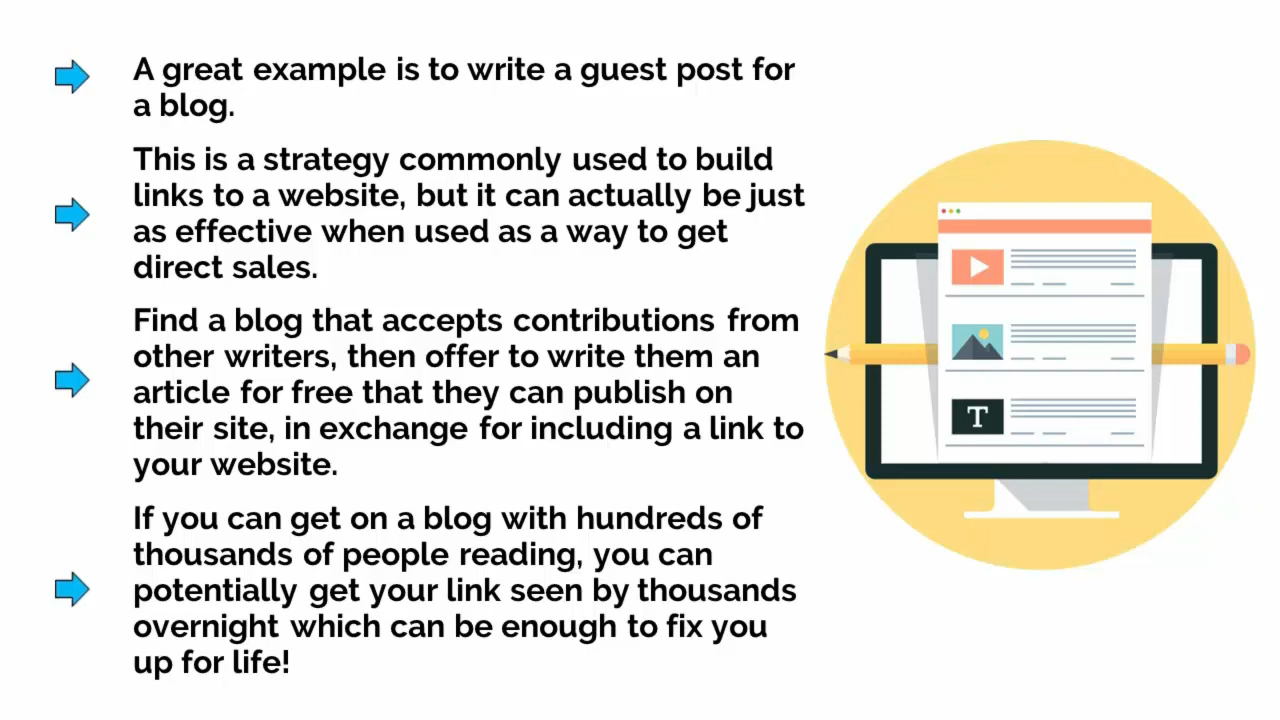 A great example is to write a guest post for
a blog.
This is a strategy commonly used to build
links to a website, but it can actually be just
as effective when used as a way to get
direct sales.
Find a blog that accepts contributions from
other writers, then offer to write them an
article for free that they can publish on
their site, in exchange for including a link to
your website.
If you can get on a blog with hundreds of
thousands of people reading, you can
potentially get your link seen by thousands
overnight which can be enough to fix you
up for life!
T